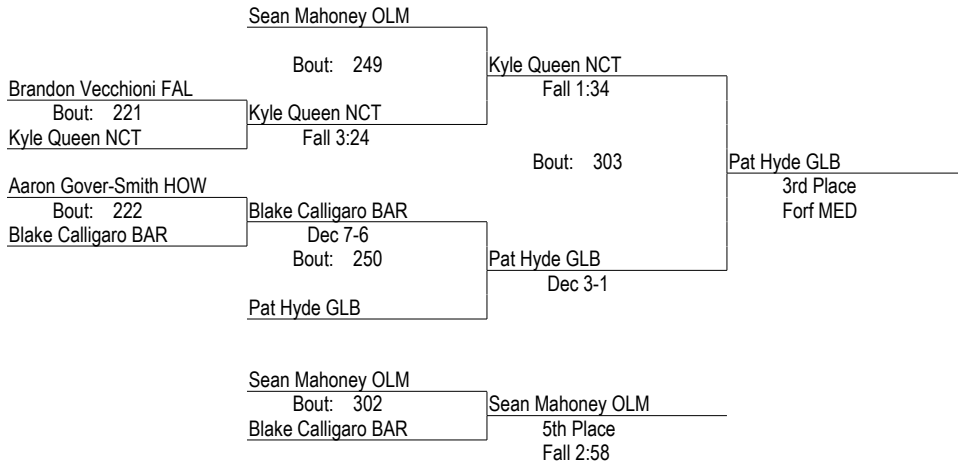 Sean Mahoney OLM
Bout: 249
Kyle Queen NCT
Fall 1:34
Brandon Vecchioni FAL
Bout: 221
Kyle Queen NCT
Kyle Queen NCT
Fall 3:24
Bout: 303
Pat Hyde GLB
3rd Place
Forf MED
Aaron Gover-Smith HOW
Bout: 222
Blake Calligaro BAR
Blake Calligaro BAR
Dec 7-6
Bout: 250
Pat Hyde GLB
Dec 3-1
Pat Hyde GLB
Sean Mahoney OLM
Bout: 302
Blake Calligaro BAR
Sean Mahoney OLM
5th Place
Fall 2:58